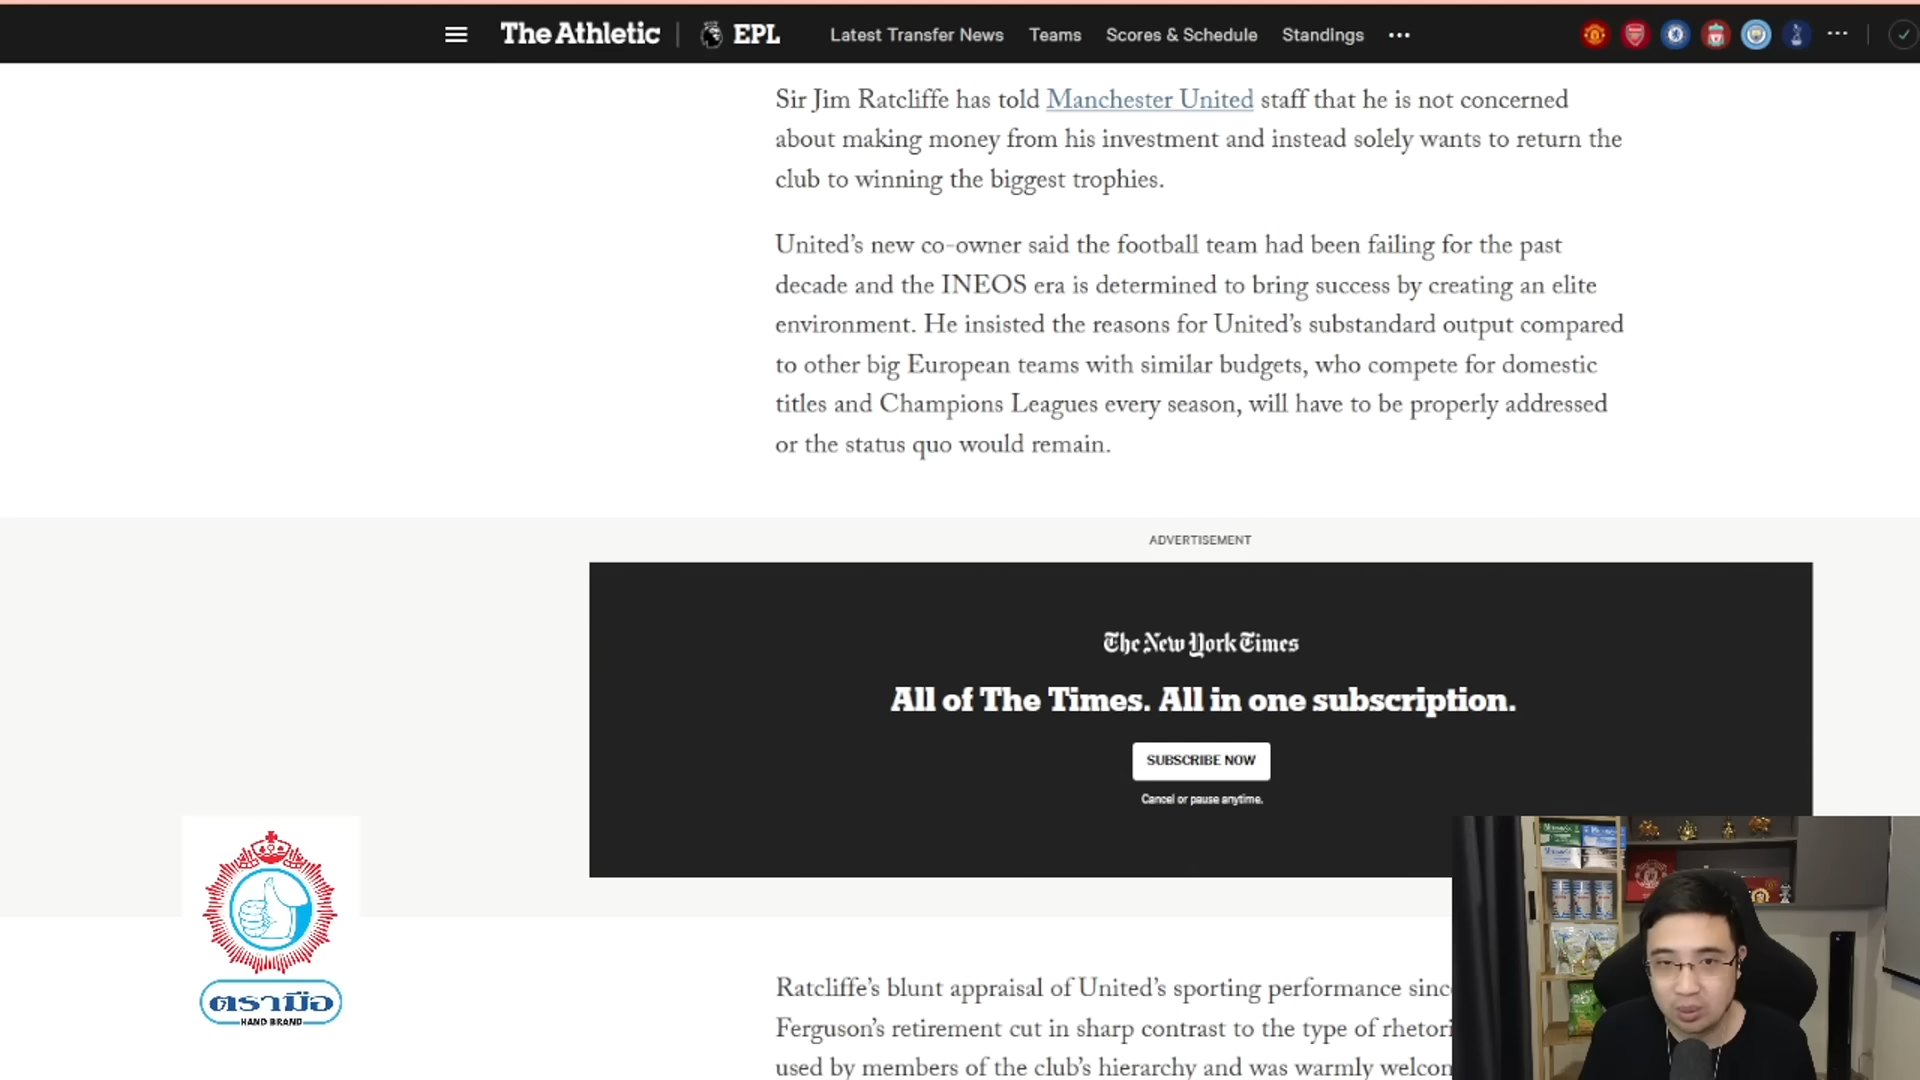 The Athletic
EPL
Latest Transfer News
Teams
Scores & Schedule
Standings
Sir Jim Ratcliffe has told Manchester United staff that he is not concerned
about making money from his investment and instead solely wants to return the
club to winning the biggest trophies.
United’s new co-owner said the football team had been failing for the past
decade and the INEOS era is determined to bring success by creating an elite
environment. He insisted the reasons for United’s substandard output compared
to other big European teams with similar budgets, who compete for domestic
titles and Champions Leagues every season, will have to be properly addressed
or the status quo would remain.
ADVERTISEMENT
The New York Times
All of The Times. All in one subscription.
SUBSCRIBE NOW
Cancel or pause anytime.
ตรามือ
HAND BRAND
Ratcliffe’s blunt appraisal of United’s sporting performance sinc
Ferguson’s retirement cut in sharp contrast to the type of rhetori
used by members of the club’s hierarchy and was warmly welcom